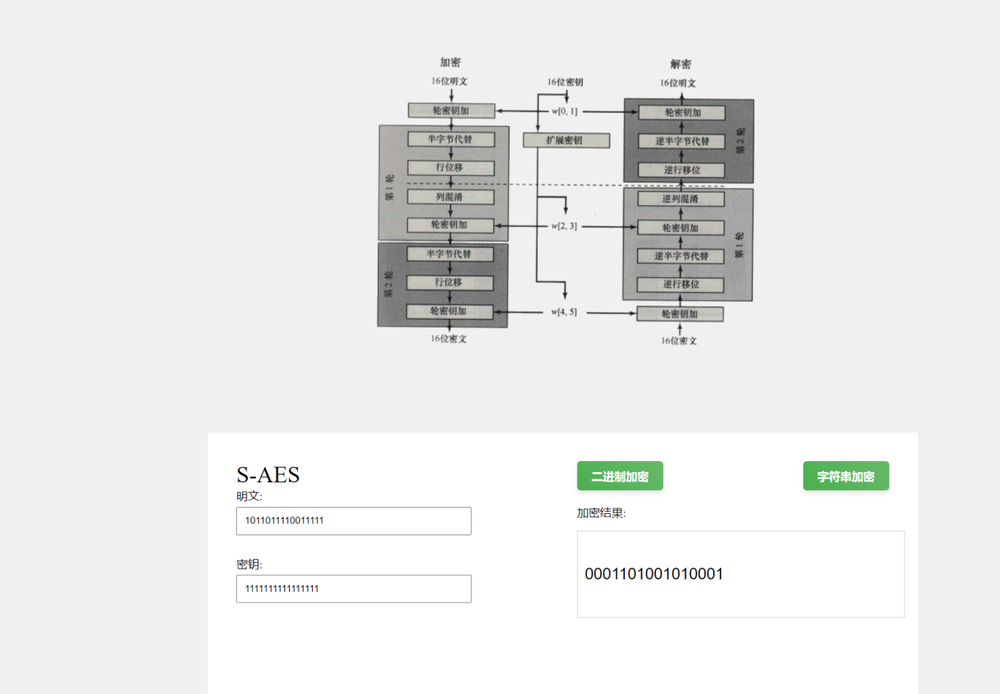 加密
解密
16位明文
16位密钥
16位明文
轮密钥加
w[0, 1]
轮密钥加
半字节代替
扩展密钥
逆半字节代替
第2轮
行位移
逆行移位
第1轮
列混淆
逆列混淆
轮密钥加
w[2, 3]
轮密钥加
第1轮
半字节代替
逆半字节代替
第2轮
行位移
逆行移位
轮密钥加
w[4, 5]
轮密钥加
16位密文
16位密文
S-AES
二进制加密
字符串加密
明文:
加密结果:
1011011110011111
密钥:
0001101001010001
1111111111111111